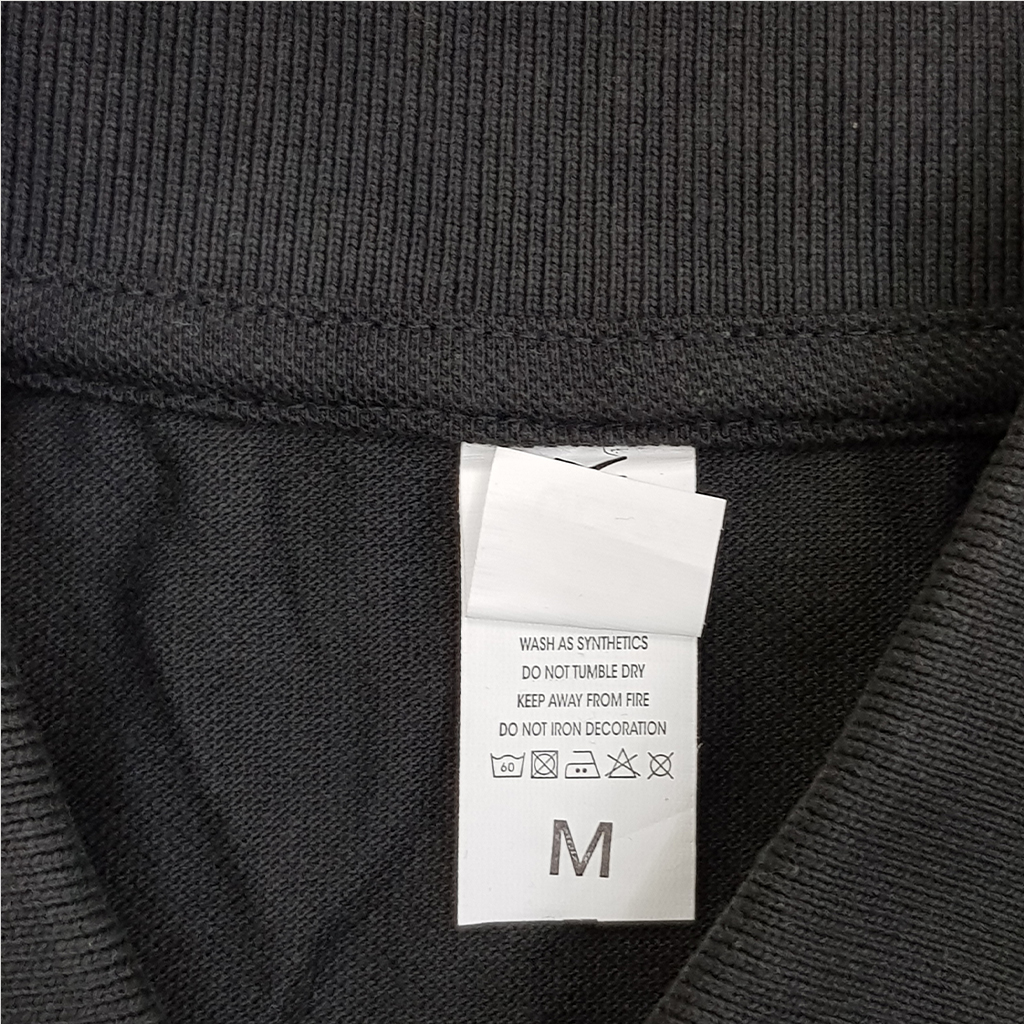 WASH AS SYNTHETICS
DO NOT TUMBLE DRY
KEEP AWAY FROM FIRE
DO NOT IRON DECORATION
60
M